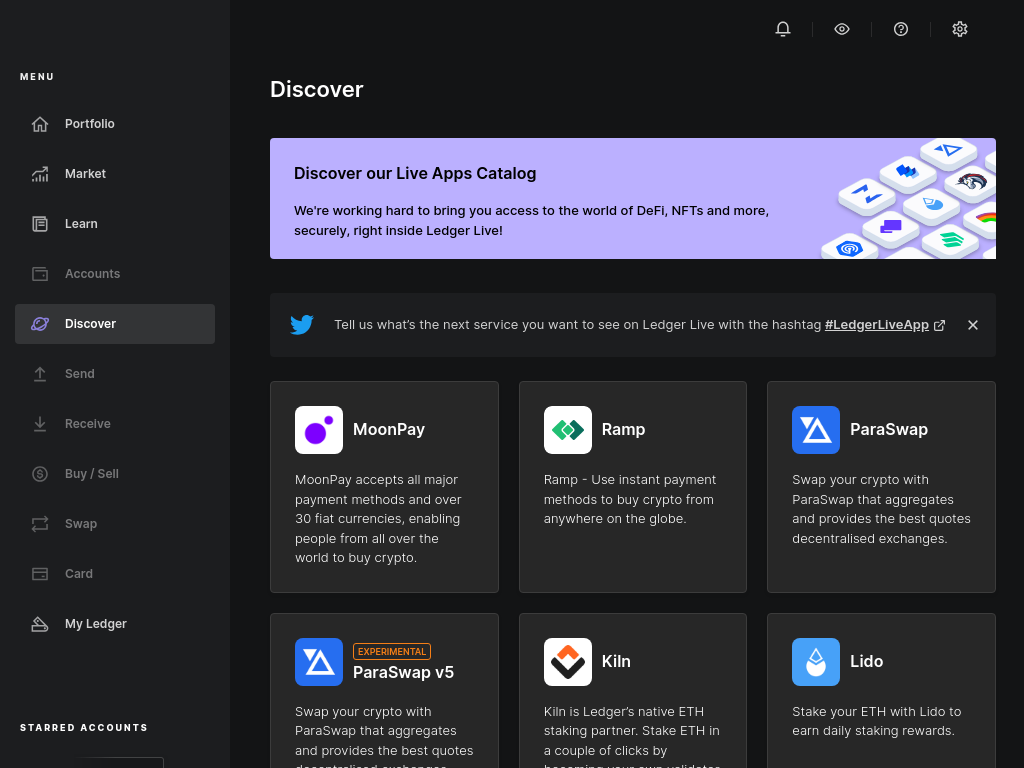 MENU
Portfolio
Market
Learn
Accounts
Discover
Send
Receive
Buy / Sell
Swap
Card
My Ledger
STARRED ACCOUNTS
Discover
Discover our Live Apps Catalog
We're working hard to bring you access to the world of DeFi, NFTs and more,
securely, right inside Ledger Live!
Tell us what's the next service you want to see on Ledger Live with the hashtag #LedgerLiveApp
MoonPay
MoonPay accepts all major
payment methods and over
30 fiat currencies, enabling
people from all over the
world to buy crypto.
Ramp
Ramp - Use instant payment
methods to buy crypto from
anywhere on the globe.
ParaSwap
Swap your crypto with
ParaSwap that aggregates
and provides the best quotes
decentralised exchanges.
EXPERIMENTAL
ParaSwap v5
Swap your crypto with
ParaSwap that aggregates
and provides the best quotes
decentralised exchanges.
Kiln
Kiln is Ledger's native ETH
staking partner. Stake ETH in
a couple of clicks by
becoming your own validator
Lido
Stake your ETH with Lido to
earn daily staking rewards.